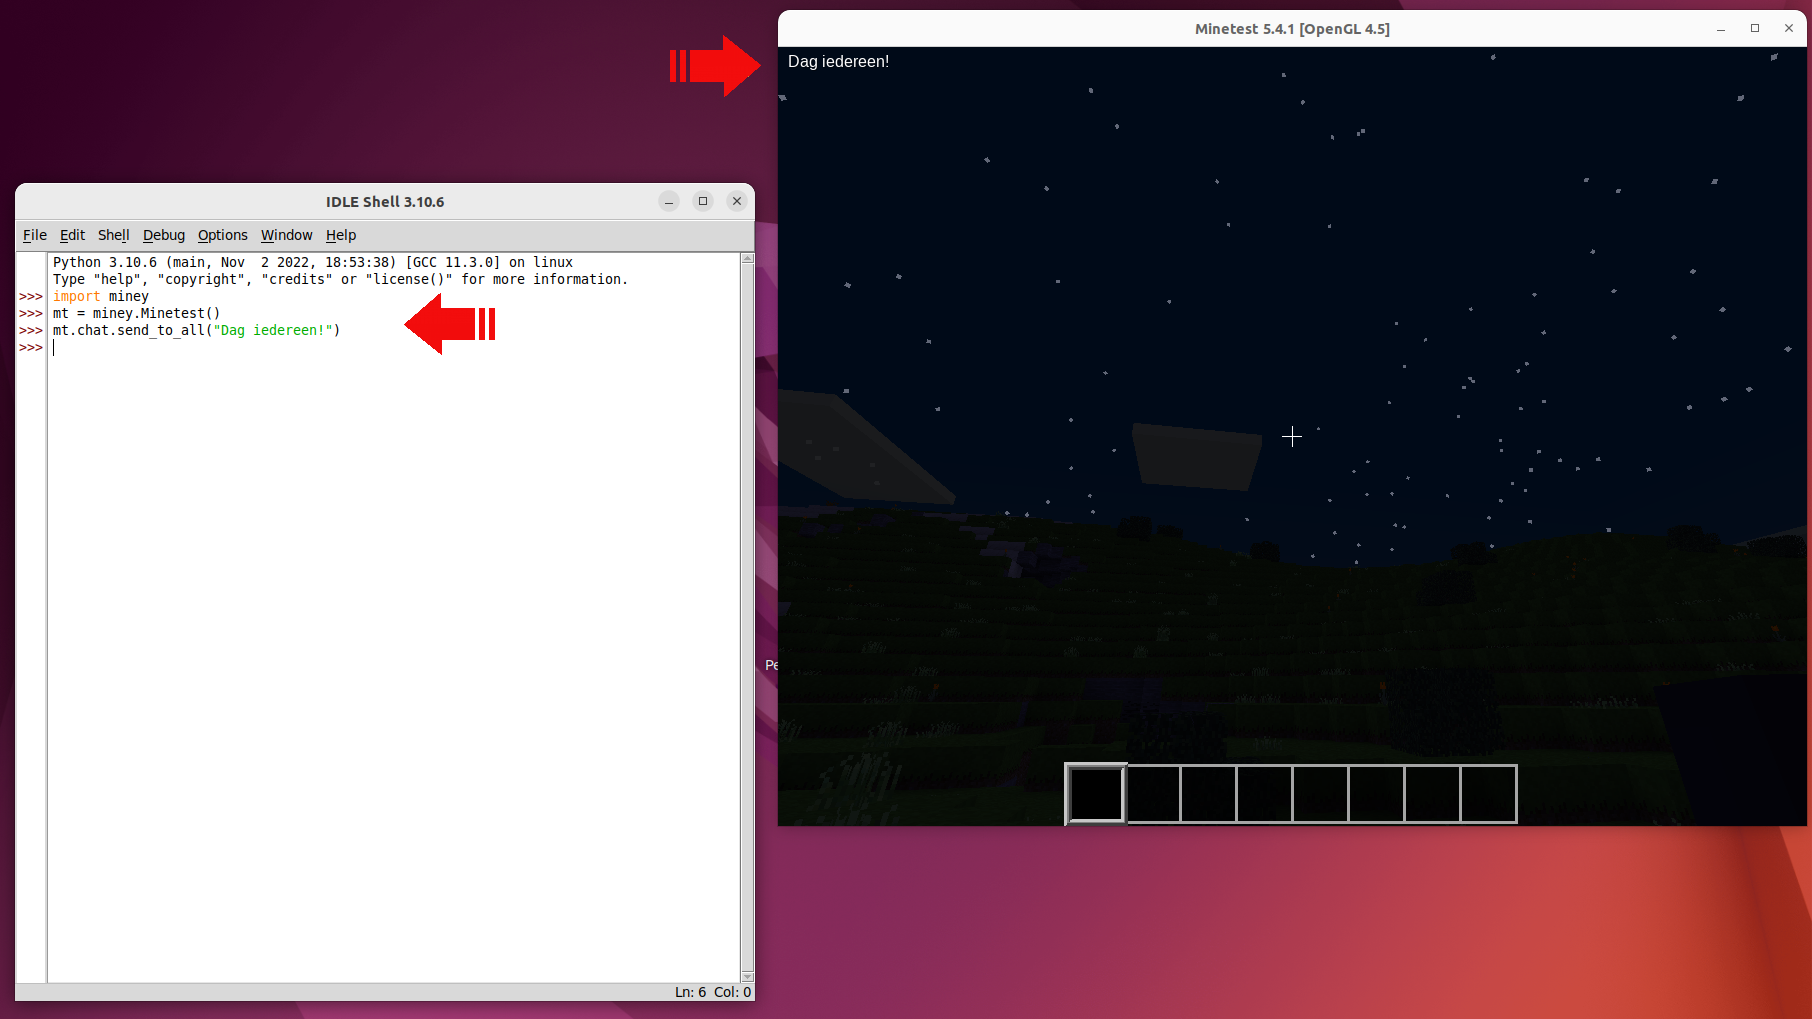 Minetest 5.4.1 [OpenGL 4.5]
Dag iedereen!
IDLE Shell 3.10.6
File Edit Shell Debug Options Window Help
Python 3.10.6 (main, Nov  2 2022, 18:53:38) [GCC 11.3.0] on linux
Type "help", "copyright", "credits" or "license()" for more information.
>>> import miney
>>> mt = miney.Minetest()
>>> mt.chat.send_to_all("Dag iedereen!")
>>>
Pe
Ln: 6 Col: 0